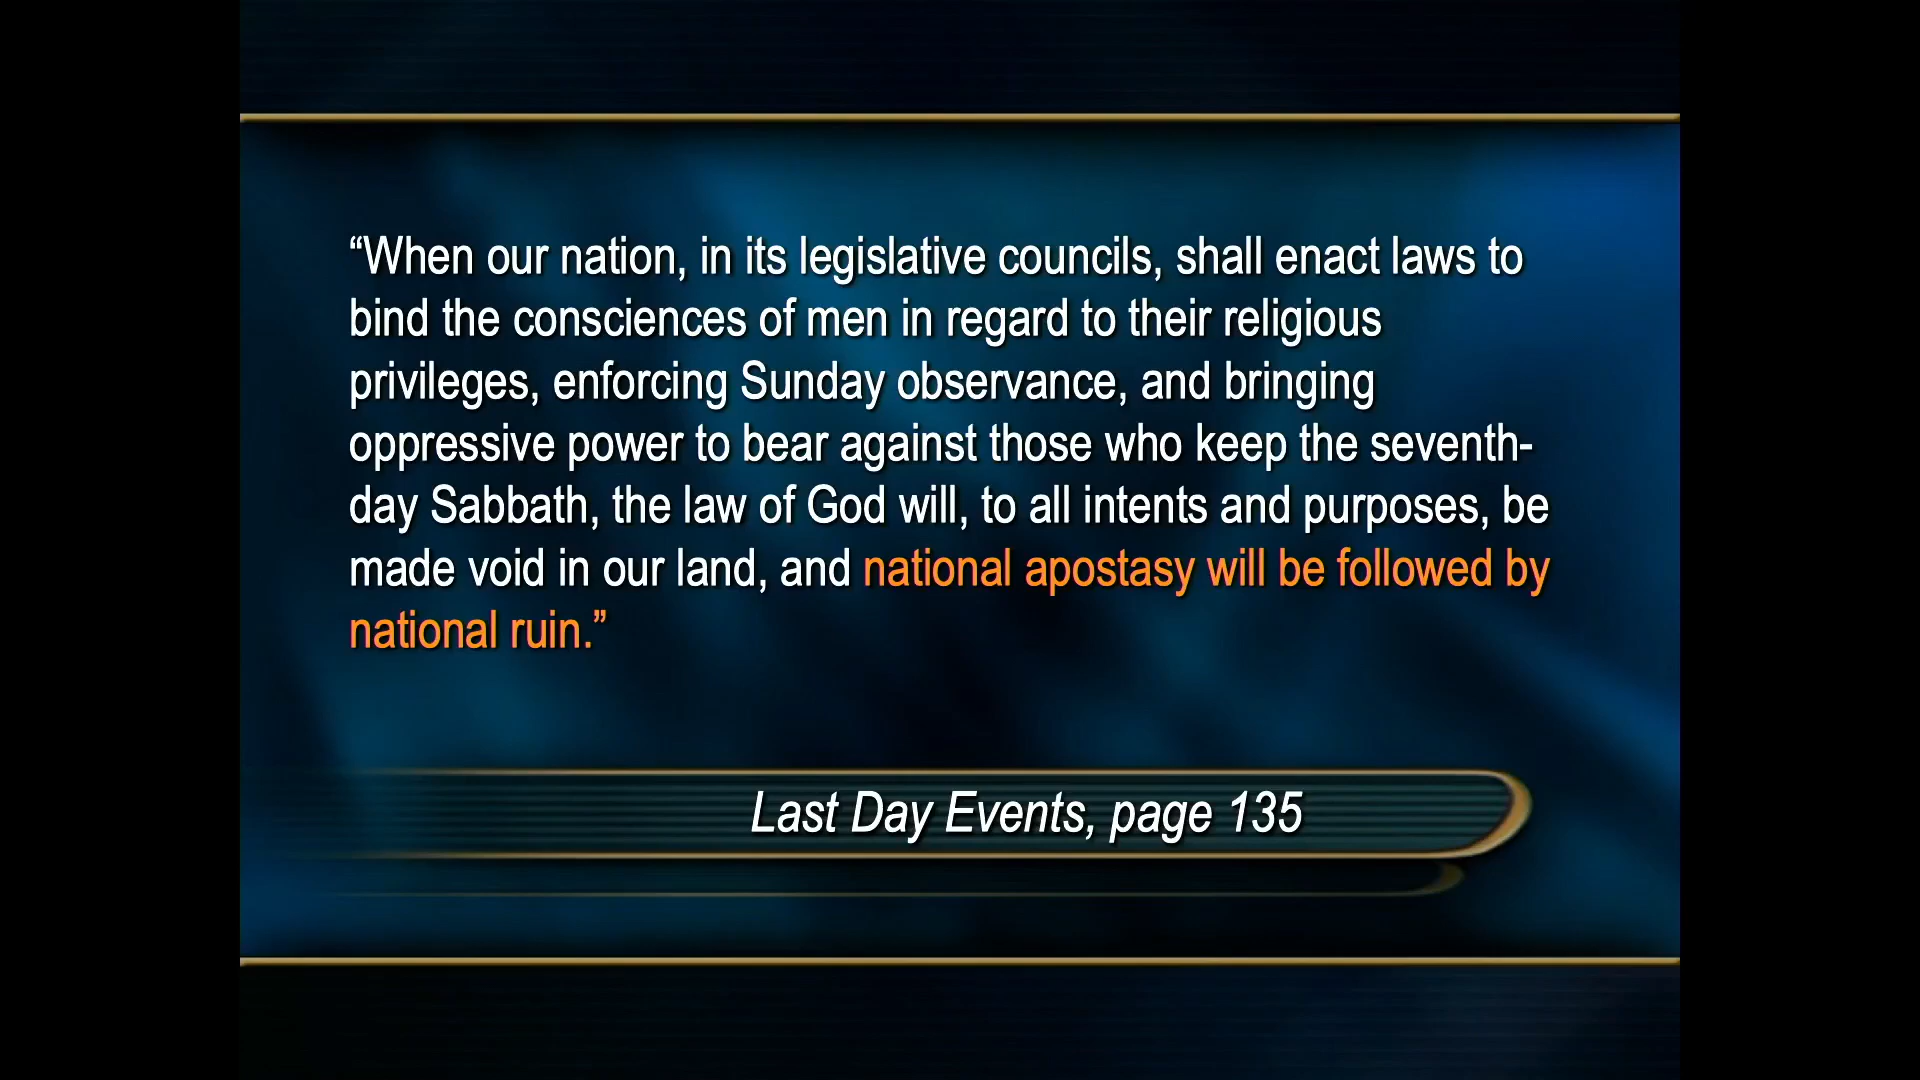 “When our nation, in its legislative councils, shall enact laws to
bind the consciences of men in regard to their religious
privileges, enforcing Sunday observance, and bringing
oppressive power to bear against those who keep the seventh-
day Sabbath, the law of God will, to all intents and purposes, be
made void in our land, and national apostasy will be followed by
national ruin.”
Last Day Events, page 135